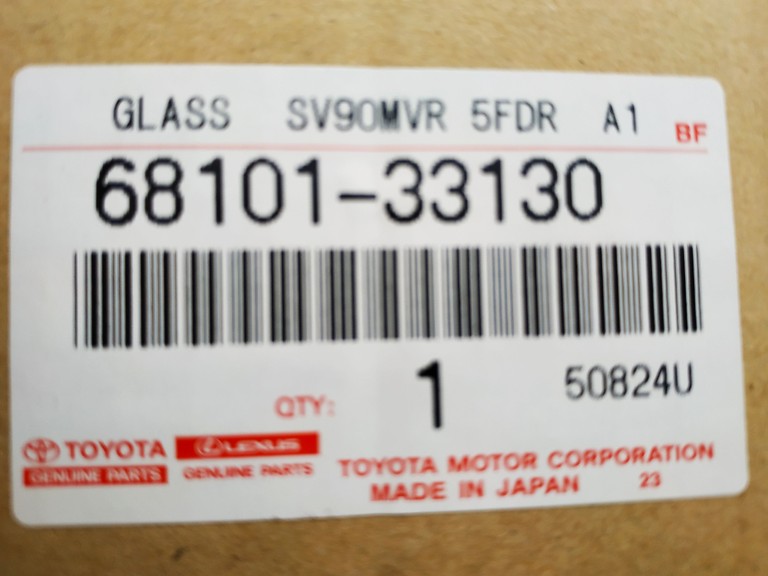 GLASS SV90MVR 5FDR A1 BF
68101-33130
QTY: 1 50824U
TOYOTA LEXUS
GENUINE PARTS GENUINE PARTS
TOYOTA MOTOR CORPORATION
MADE IN JAPAN 23